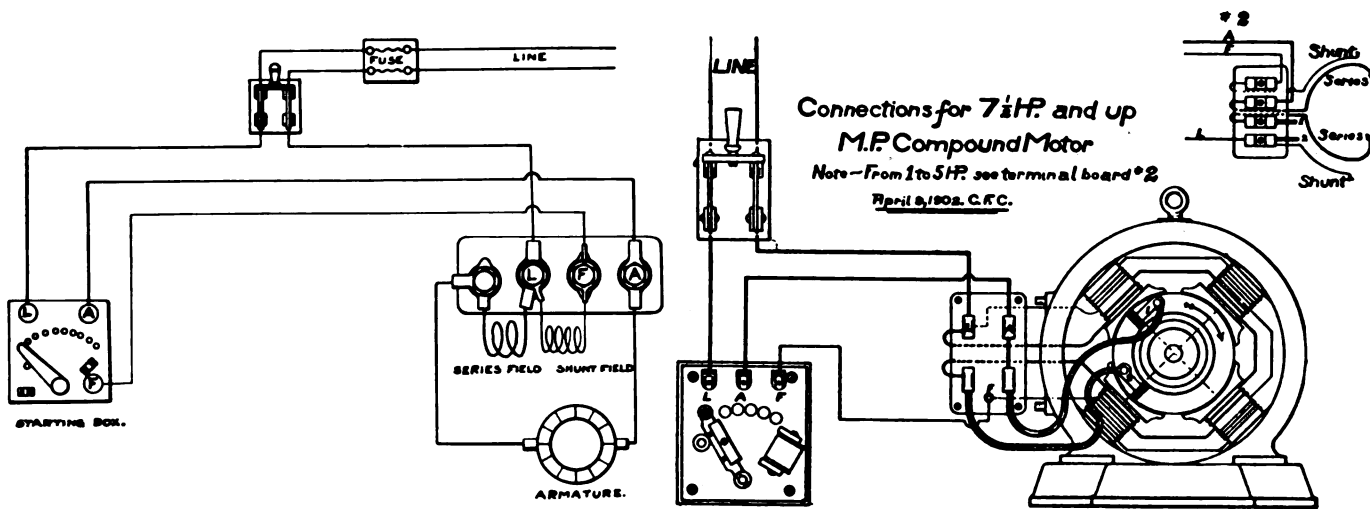 FUSE
LINE
L
A
F
STARTING BOX.
L
F
A
SERIES FIELD
SHUNT FIELD
ARMATURE.
LINE
Connections for 7½ H.P. and up
M.P. Compound Motor
Note—From 1 to 5 H.P. see terminal board #2
April 9, 1902. C.F.C.
L
A
F
#2
A
F
L
Shunt
Series
Series
Shunt